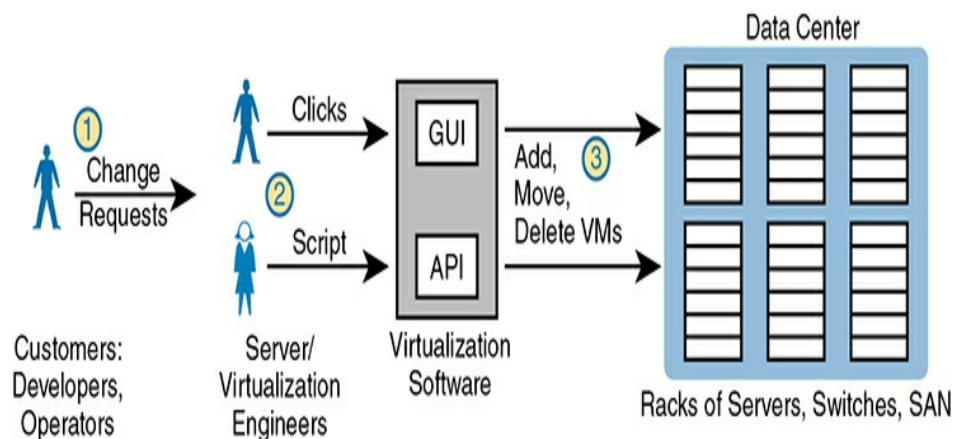 Data Center
1
Change
Requests
Clicks
2
Script
GUI
API
3
Add,
Move,
Delete VMs
Customers:
Developers,
Operators
Server/
Virtualization
Engineers
Virtualization
Software
Racks of Servers, Switches, SAN